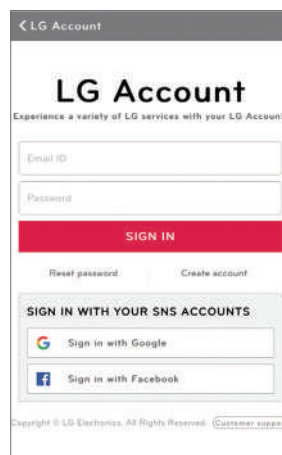 LG Account
LG Account
Experience a variety of LG services with your LG Accoun
Email ID
Password
SIGN IN
Reset password Create account
SIGN IN WITH YOUR SNS ACCOUNTS
G Sign in with Google
f Sign in with Facebook
Copyright © LG Electronics. All Rights Reserved. Customer suppo